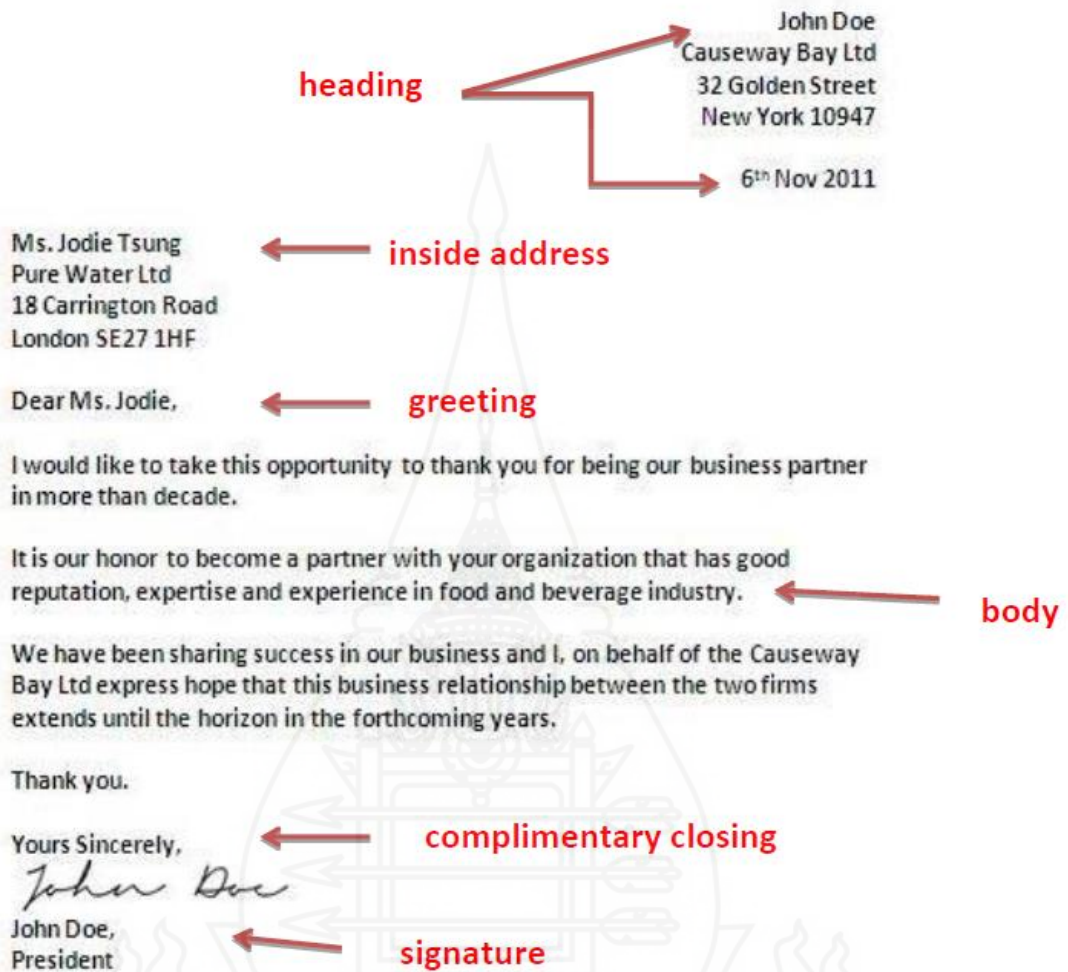 John Doe
Causeway Bay Ltd
heading
32 Golden Street
New York 10947
6th Nov 2011
Ms. Jodie Tsung
inside address
Pure Water Ltd
18 Carrington Road
London SE27 1HF
Dear Ms. Jodie,
greeting
I would like to take this opportunity to thank you for being our business partner
in more than decade.
It is our honor to become a partner with your organization that has good
reputation, expertise and experience in food and beverage industry.
body
We have been sharing success in our business and I, on behalf of the Causeway
Bay Ltd express hope that this business relationship between the two firms
extends until the horizon in the forthcoming years.
Thank you.
Yours Sincerely,
complimentary closing
John Doe
John Doe,
President
signature